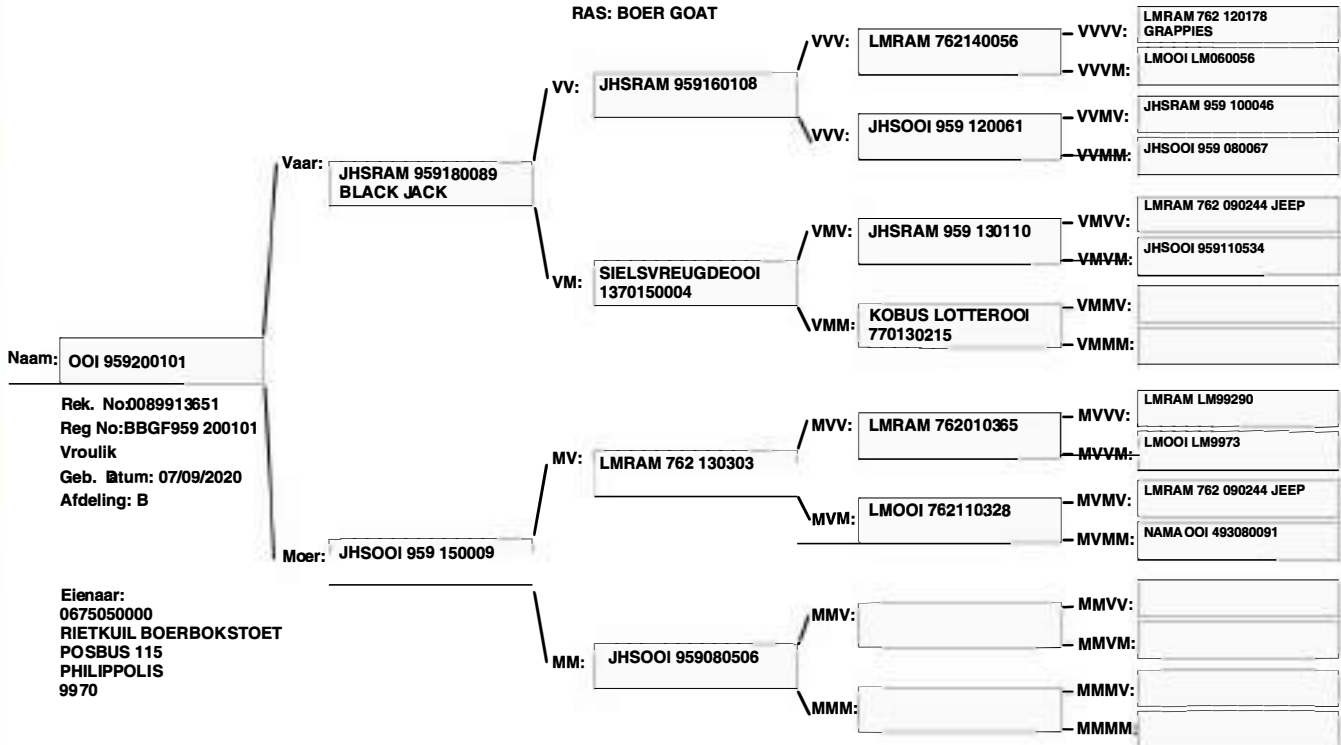 RAS: BOER GOAT
Naam: OOI 959200101
Rek. No:0089913651
Reg No:BBGF959 200101
Vroulik
Geb. Datum: 07/09/2020
Afdeling: B
Eienaar:
0675050000
RIETKUIL BOERBOKSTOET
POSBUS 115
PHILIPPOLIS
9970
Vaar: JHSRAM 959180089
BLACK JACK
Moer: JHSOOI 959 150009
VV: JHSRAM 959160108
VM: SIELSVREUGDEOOI
1370150004
MV: LMRAM 762 130303
MM: JHSOOI 959080506
VVV: LMRAM 762140056
VVV: JHSOOI 959 120061
VMV: JHSRAM 959 130110
VMM: KOBUS LOTTEROOI
770130215
MVV: LMRAM 762010365
MVM: LMOOI 762110328
MMV:
MMM:
VVVV: LMRAM 762 120178
GRAPPIES
VVVM: LMOOI LM060056
VVMV: JHSRAM 959 100046
VVMM: JHSOOI 959 080067
VMVV: LMRAM 762 090244 JEEP
VMVM: JHSOOI 959110534
VMMV:
VMMM:
MVVV: LMRAM LM99290
MVVM: LMOOI LM9973
MVMV: LMRAM 762 090244 JEEP
MVMM: NAMA OOI 493080091
MMVV:
MMVM:
MMMV:
MMMM: